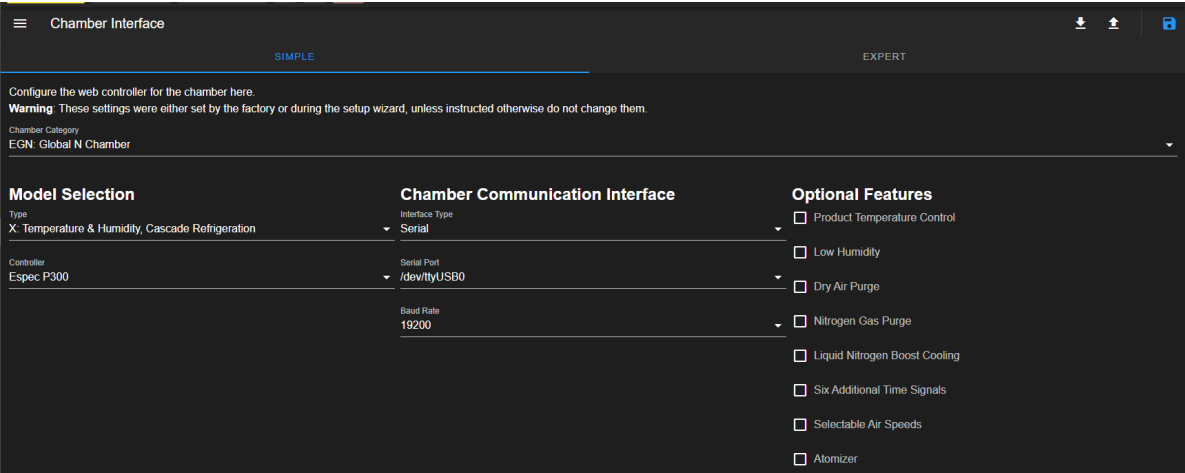 Chamber Interface
SIMPLE
EXPERT
Configure the web controller for the chamber here.
Warning: These settings were either set by the factory or during the setup wizard, unless instructed otherwise do not change them.
Chamber Category
EGN: Global N Chamber
Model Selection
Type
X: Temperature & Humidity, Cascade Refrigeration
Controller
Espec P300
Chamber Communication Interface
Interface Type
Serial
Serial Port
/dev/ttyUSB0
Baud Rate
19200
Optional Features
Product Temperature Control
Low Humidity
Dry Air Purge
Nitrogen Gas Purge
Liquid Nitrogen Boost Cooling
Six Additional Time Signals
Selectable Air Speeds
Atomizer